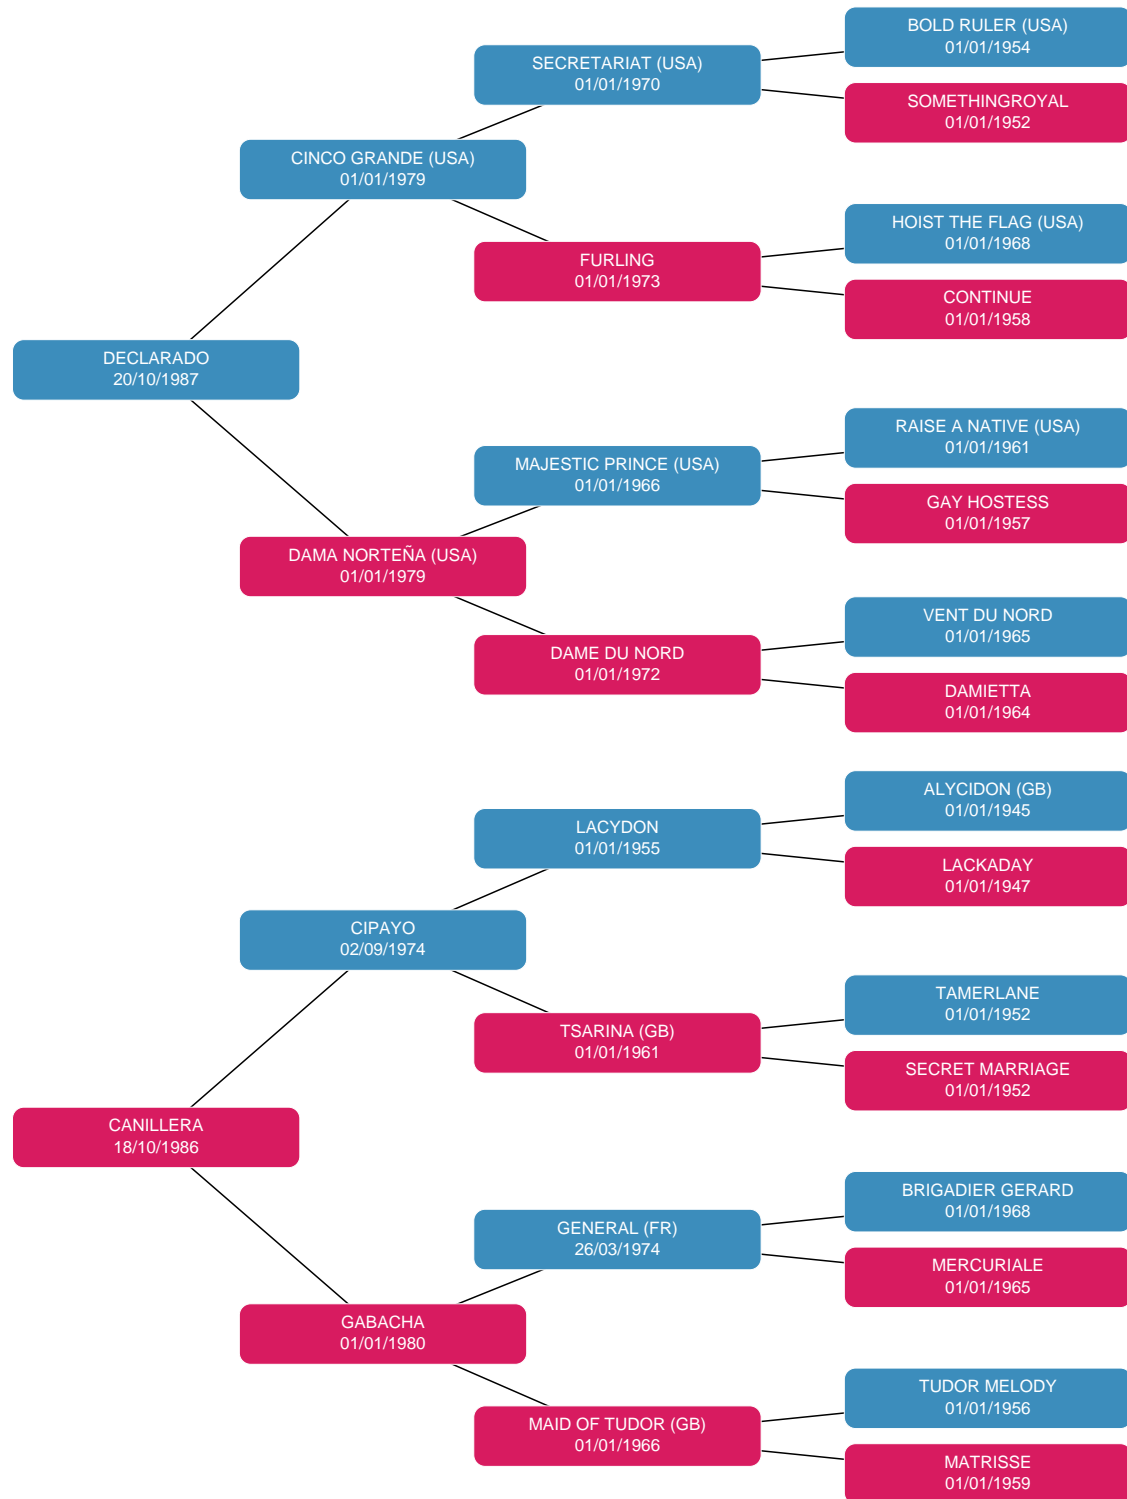 BOLD RULER (USA)
01/01/1954
SECRETARIAT (USA)
01/01/1970
SOMETHINGROYAL
01/01/1952
CINCO GRANDE (USA)
01/01/1979
HOIST THE FLAG (USA)
01/01/1968
FURLING
01/01/1973
CONTINUE
01/01/1958
DECLARADO
20/10/1987
RAISE A NATIVE (USA)
01/01/1961
MAJESTIC PRINCE (USA)
01/01/1966
GAY HOSTESS
01/01/1957
DAMA NORTEÑA (USA)
01/01/1979
VENT DU NORD
01/01/1965
DAME DU NORD
01/01/1972
DAMIETTA
01/01/1964
ALYCIDON (GB)
01/01/1945
LACYDON
01/01/1955
LACKADAY
01/01/1947
CIPAYO
02/09/1974
TAMERLANE
01/01/1952
TSARINA (GB)
01/01/1961
SECRET MARRIAGE
01/01/1952
CANILLERA
18/10/1986
BRIGADIER GERARD
01/01/1968
GENERAL (FR)
26/03/1974
MERCURIALE
01/01/1965
GABACHA
01/01/1980
TUDOR MELODY
01/01/1956
MAID OF TUDOR (GB)
01/01/1966
MATRISSE
01/01/1959